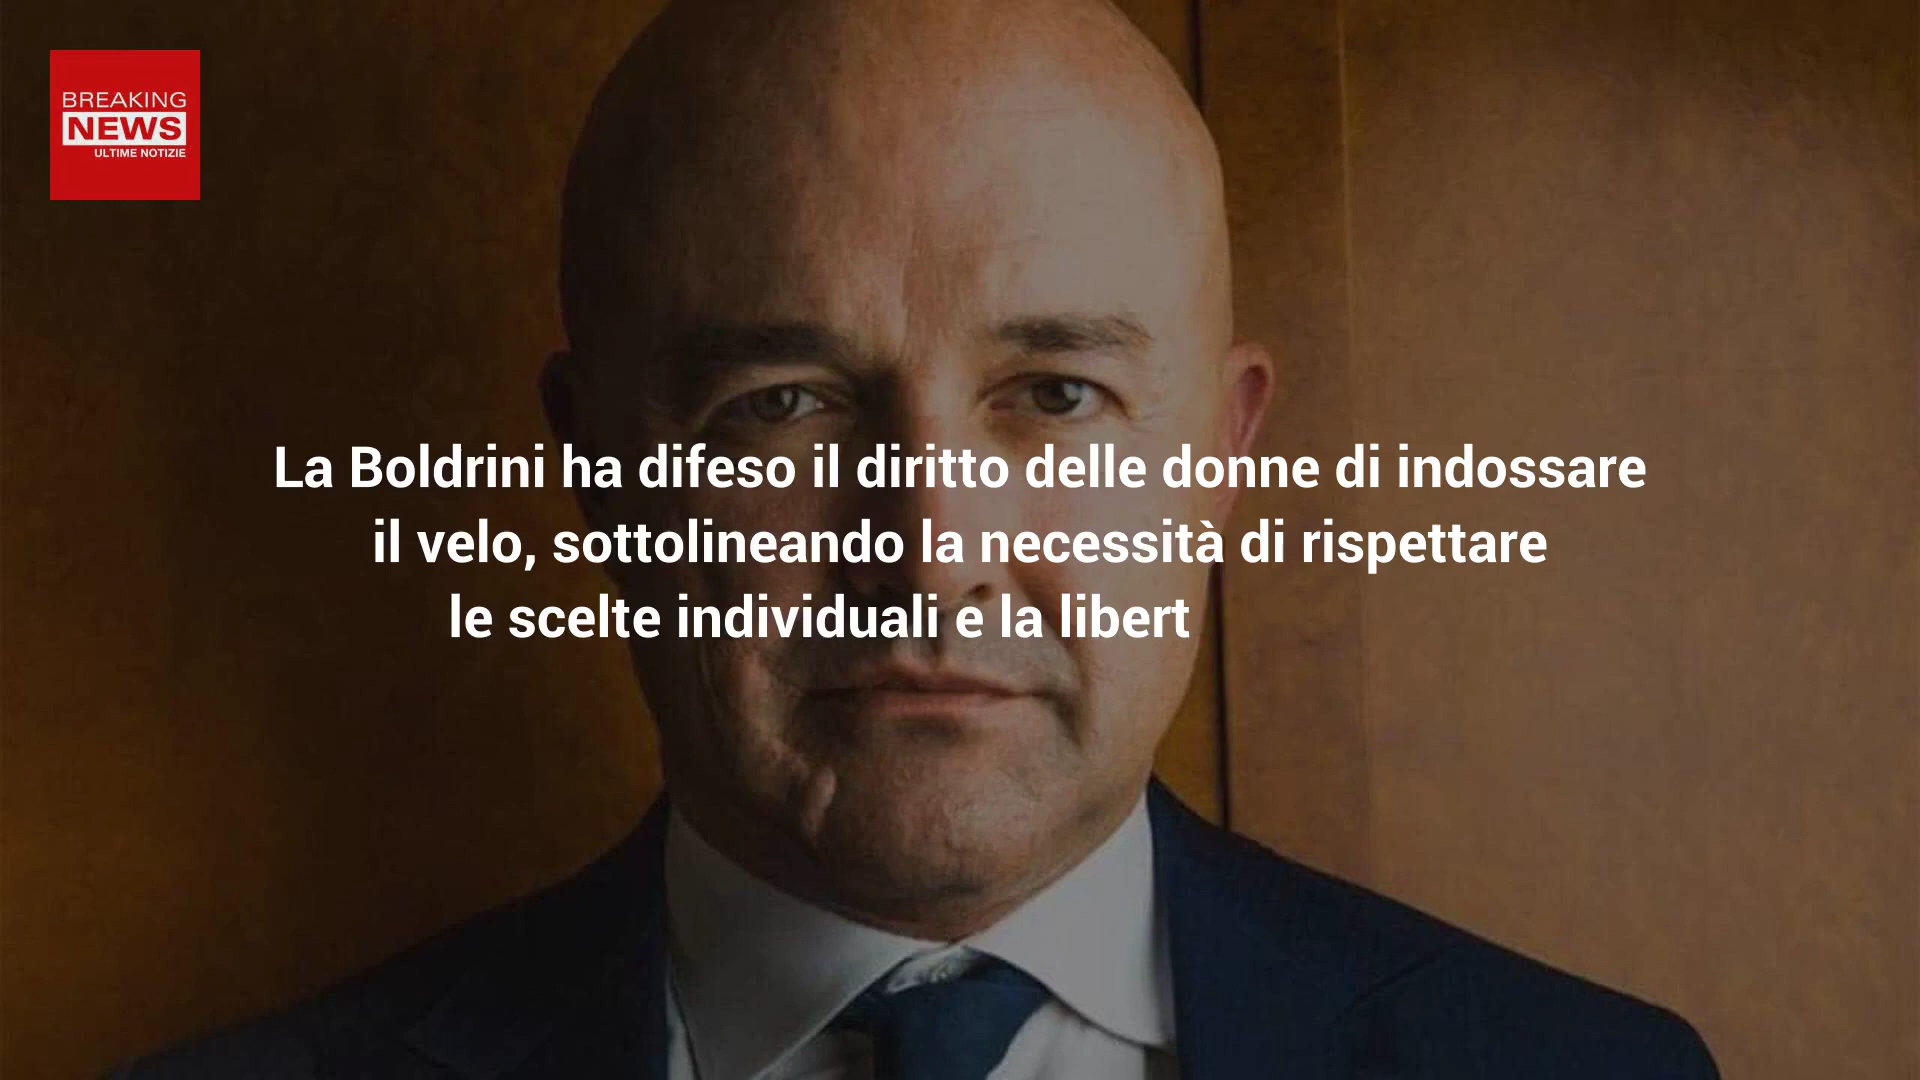 BREAKING
NEWS
ULTIME NOTIZIE
La Boldrini ha difeso il diritto delle donne di indossare
il velo, sottolineando la necessità di rispettare
le scelte individuali e la libert